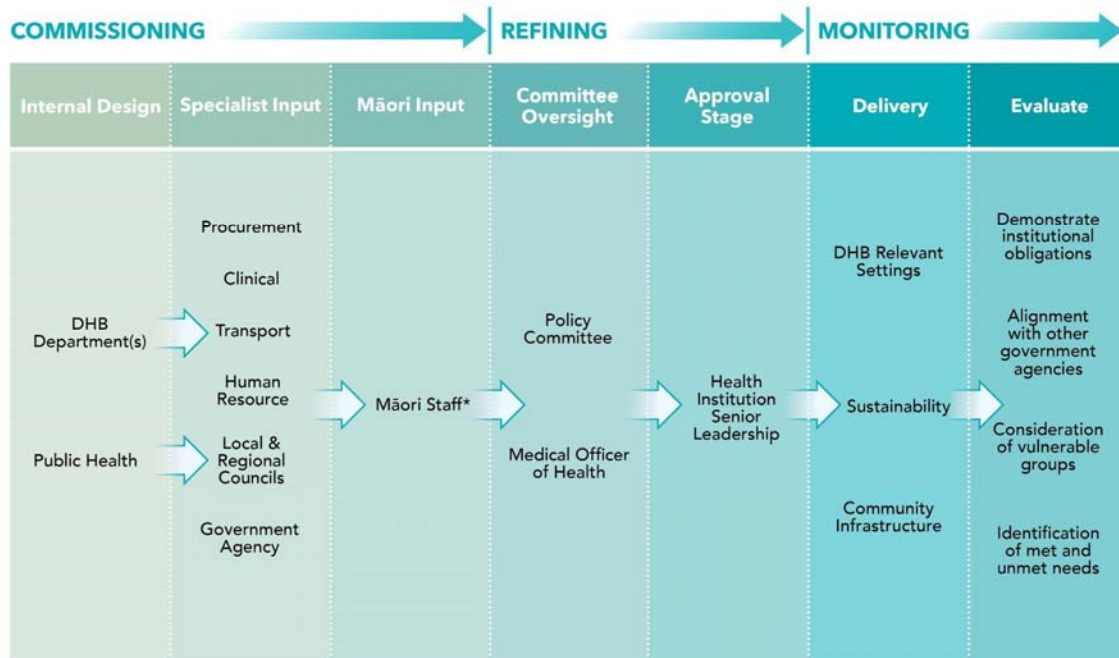 COMMISSIONING
REFINING
MONITORING
Internal Design
Specialist Input
Māori Input
Committee
Oversight
Approval
Stage
Delivery
Evaluate
DHB
Department(s)
Public Health
Procurement
Clinical
Transport
Human
Resource
Local &
Regional
Councils
Government
Agency
Māori Staff*
Policy
Committee
Medical Officer
of Health
Health
Institution
Senior
Leadership
DHB Relevant
Settings
Sustainability
Community
Infrastructure
Demonstrate
institutional
obligations
Alignment
with other
government
agencies
Consideration
of vulnerable
groups
Identification
of met and
unmet needs